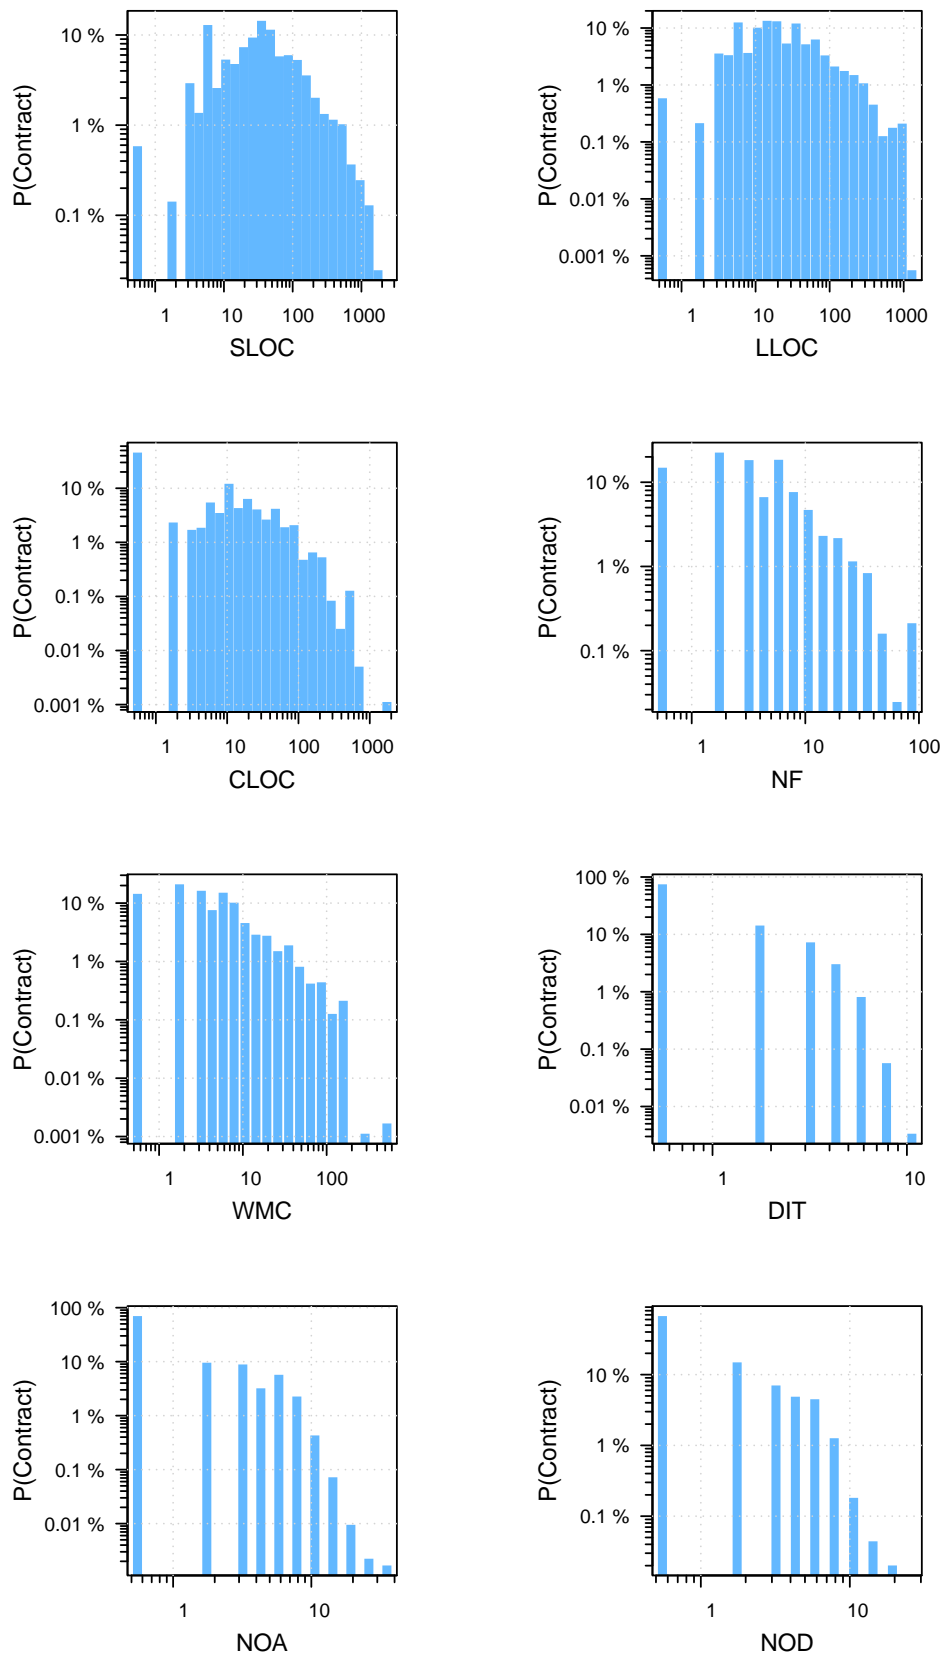 10 %
1 %
0.1 %
P(Contract)
1 10 100 1000
SLOC
10 %
1 %
0.1 %
0.01 %
0.001 %
P(Contract)
1 10 100 1000
LLOC
10 %
1 %
0.1 %
0.01 %
0.001 %
P(Contract)
1 10 100 1000
CLOC
10 %
1 %
0.1 %
P(Contract)
1 10 100
NF
10 %
1 %
0.1 %
0.01 %
0.001 %
P(Contract)
1 10 100
WMC
100 %
10 %
1 %
0.1 %
0.01 %
P(Contract)
1 10
DIT
100 %
10 %
1 %
0.1 %
0.01 %
P(Contract)
1 10
NOA
10 %
1 %
0.1 %
P(Contract)
1 10
NOD